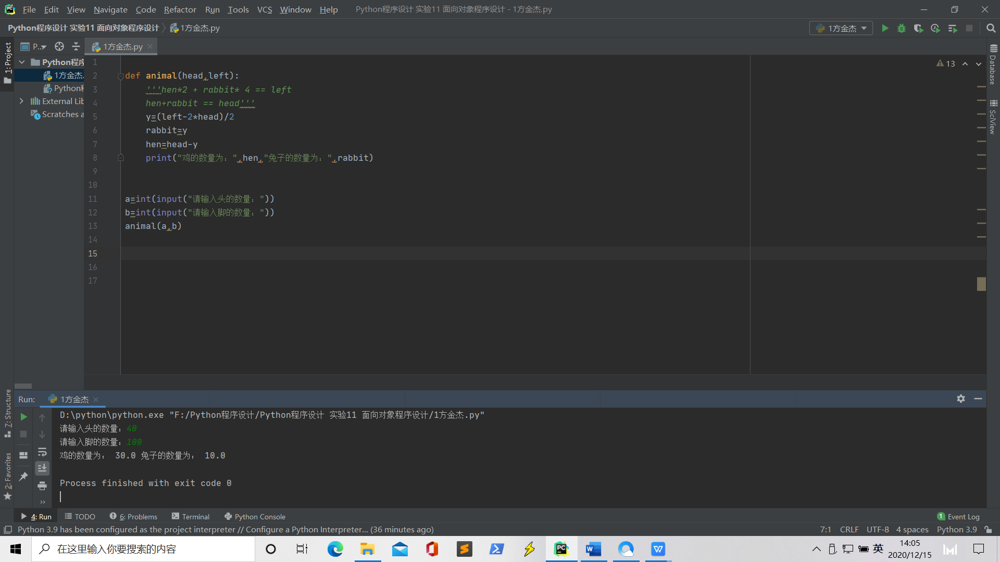 File Edit View Navigate Code Refactor Run Tools VCS Window Help Python程序设计 实验11 面向对象程序设计 - 1方金杰.py
Python程序设计 实验11 面向对象程序设计 1方金杰.py 1方金杰
1: Project
P... 1方金杰.py
Python程序
1方金杰.
Python程
External Lib
Scratches a
13
Database
SciView
1
2 def animal(head,left):
3 '''hen*2 + rabbit* 4 == left
4 hen+rabbit == head'''
5 y=(left-2*head)/2
6 rabbit=y
7 hen=head-y
8 print("鸡的数量为：",hen,"兔子的数量为：",rabbit)
9
10
11 a=int(input("请输入头的数量："))
12 b=int(input("请输入脚的数量："))
13 animal(a,b)
14
15
16
17
7: Structure
2: Favorites
Run: 1方金杰
D:\python\python.exe "F:/Python程序设计/Python程序设计 实验11 面向对象程序设计/1方金杰.py"
请输入头的数量：40
请输入脚的数量：100
鸡的数量为： 30.0 兔子的数量为： 10.0
Process finished with exit code 0
4: Run TODO 6: Problems Terminal Python Console 1 Event Log
Python 3.9 has been configured as the project interpreter // Configure a Python Interpreter... (36 minutes ago) 7:1 CRLF UTF-8 4 spaces Python 3.9
在这里输入你要搜索的内容
英
14:05
2020/12/15